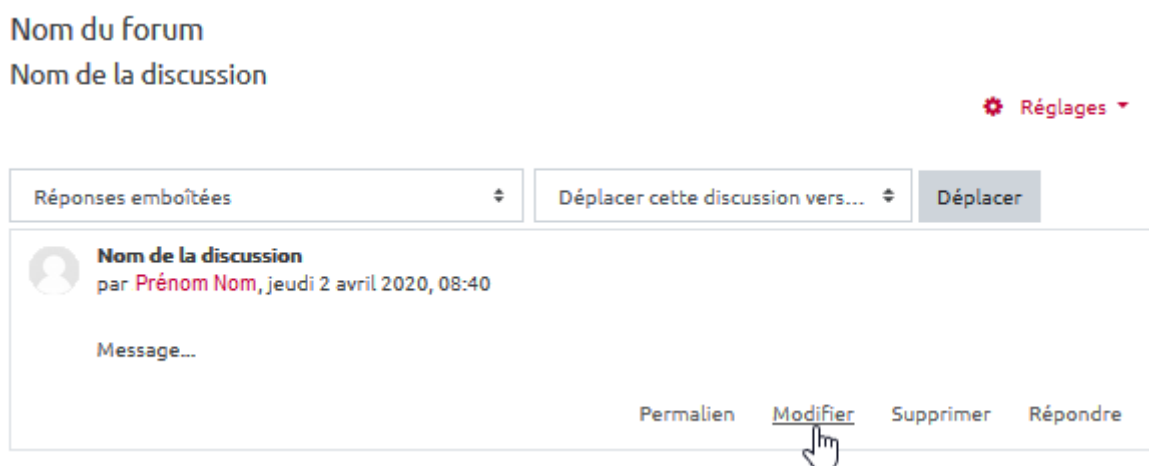 Nom du forum
Nom de la discussion
Réglages
Réponses emboîtées
Déplacer cette discussion vers...
Déplacer
Nom de la discussion
par Prénom Nom, jeudi 2 avril 2020, 08:40
Message...
Permalien Modifier Supprimer Répondre